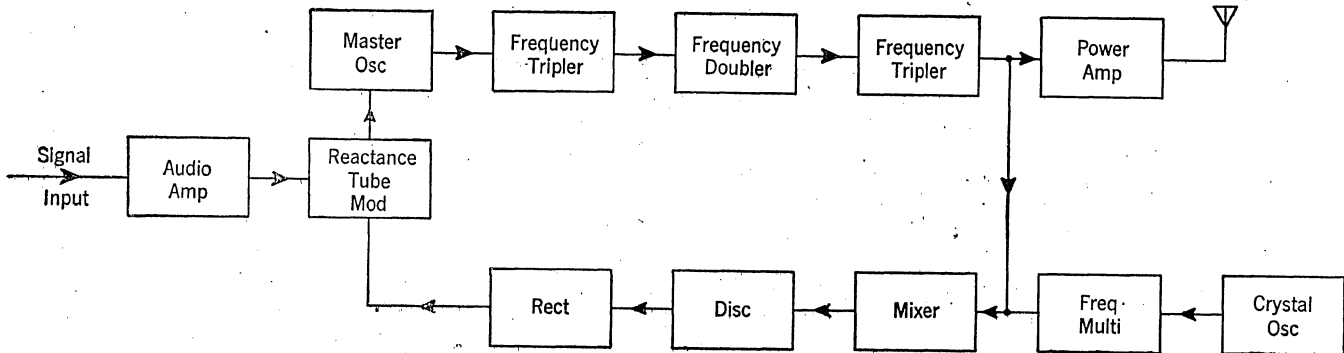 Master
Osc
Frequency
Tripler
Frequency
Doubler
Frequency
Tripler
Power
Amp
Signal
Input
Audio
Amp
Reactance
Tube
Mod
Rect
Disc
Mixer
Freq
Multi
Crystal
Osc